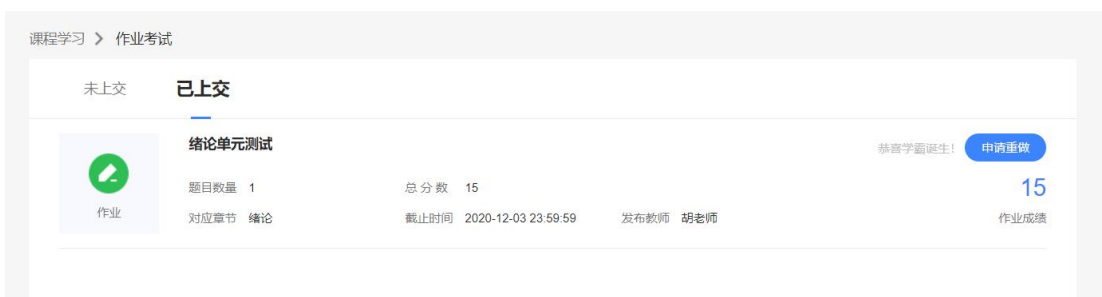 课程学习 > 作业考试
未上交 已上交
绪论单元测试
恭喜学霸诞生! 申请重做
题目数量 1 总分数 15
15
作业
对应章节 绪论 截止时间 2020-12-03 23:59:59 发布教师 胡老师
作业成绩